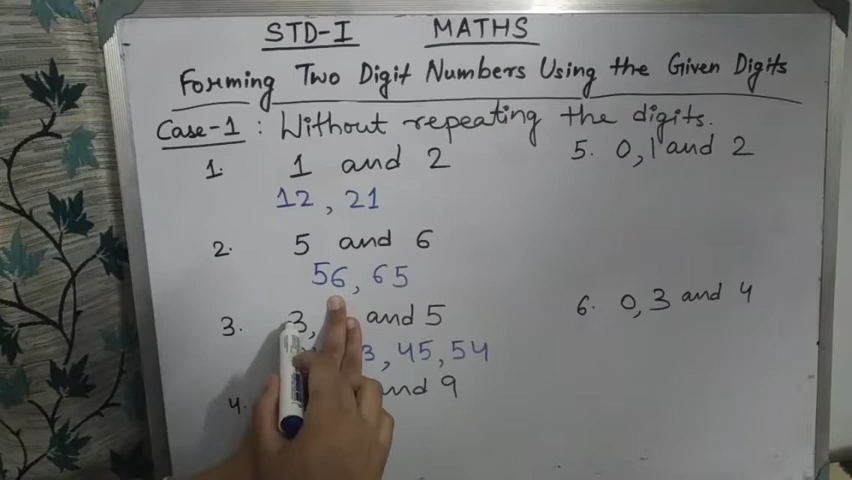 STD-I MATHS
Forming Two Digit Numbers Using the Given Digits
Case-1 : Without repeating the digits.
1. 1 and 2
12, 21
2. 5 and 6
56, 65
3. 3, and 5
3, 45, 54
4. and 9
5. 0, 1 and 2
6. 0, 3 and 4